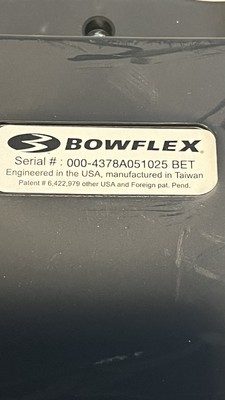 BOWFLEX®
Serial # : 000-4378A051025 BET
Engineered in the USA, manufactured in Taiwan
Patent # 6,422,979 other USA and Foreign pat. Pend.